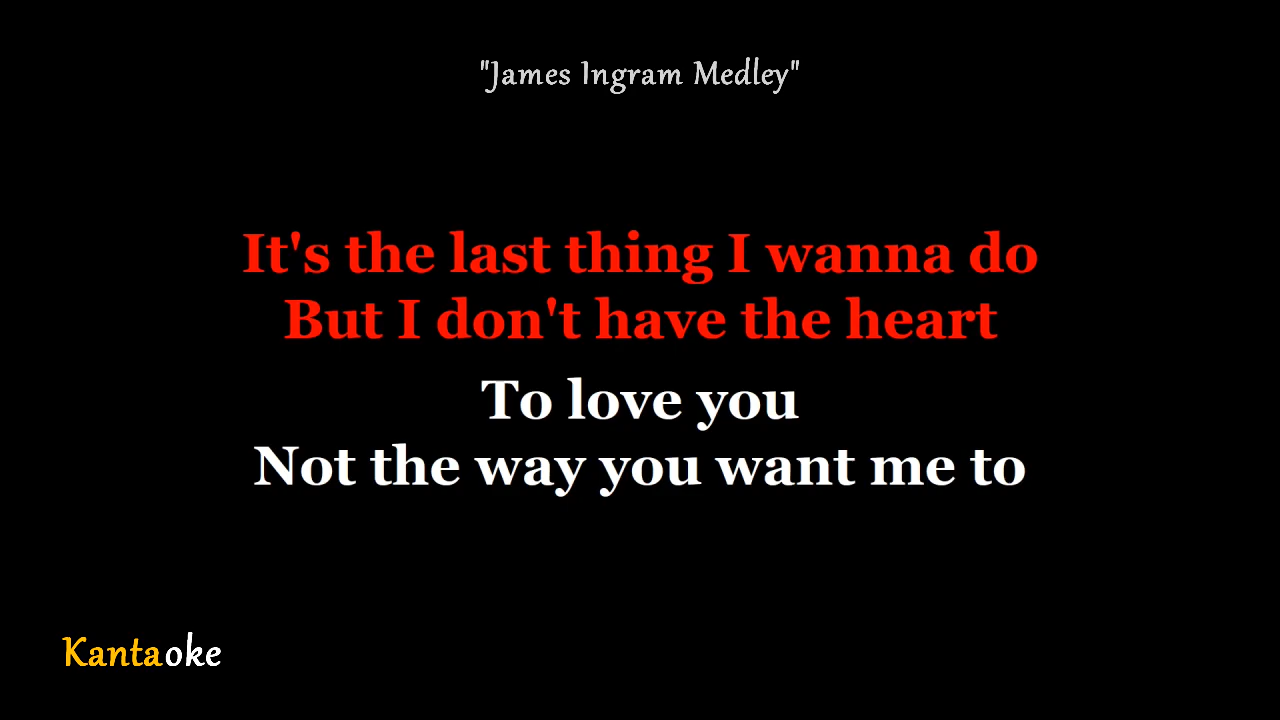 "James Ingram Medley"
It's the last thing I wanna do
But I don't have the heart
To love you
Not the way you want me to
Kantaoke